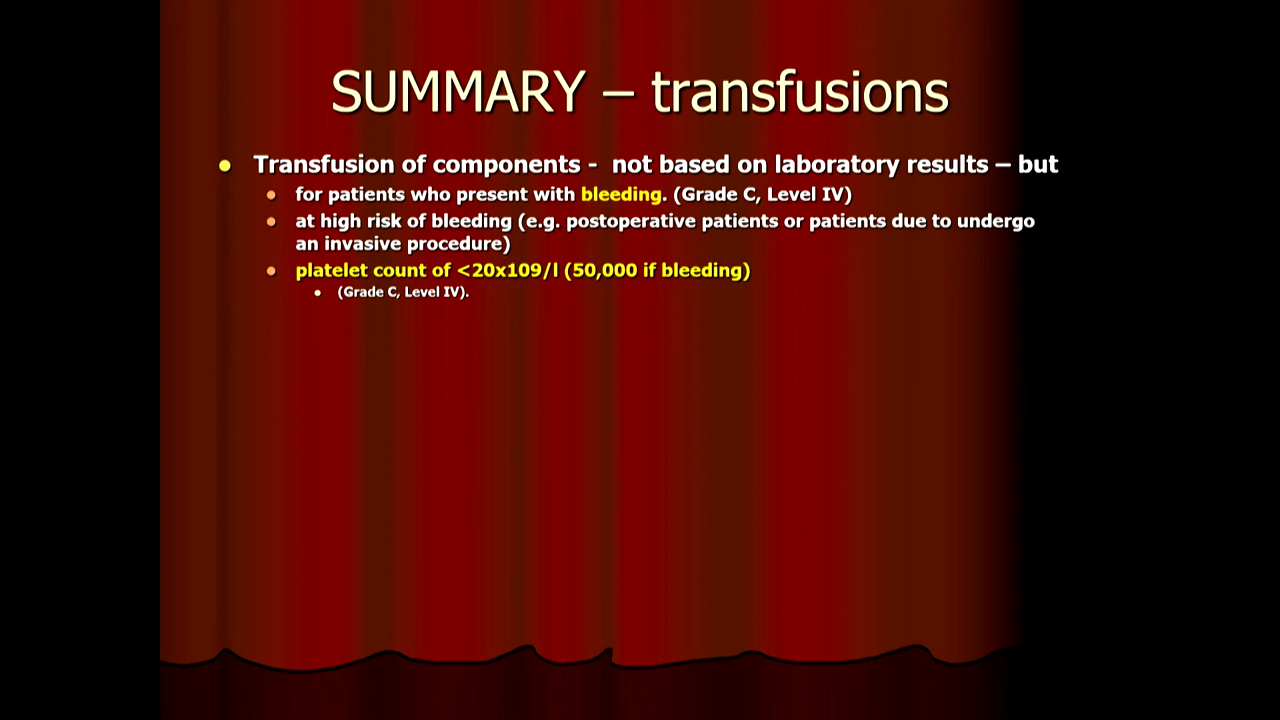 SUMMARY – transfusions
Transfusion of components -  not based on laboratory results – but
for patients who present with bleeding. (Grade C, Level IV)
at high risk of bleeding (e.g. postoperative patients or patients due to undergo
an invasive procedure)
platelet count of <20x109/l (50,000 if bleeding)
(Grade C, Level IV).